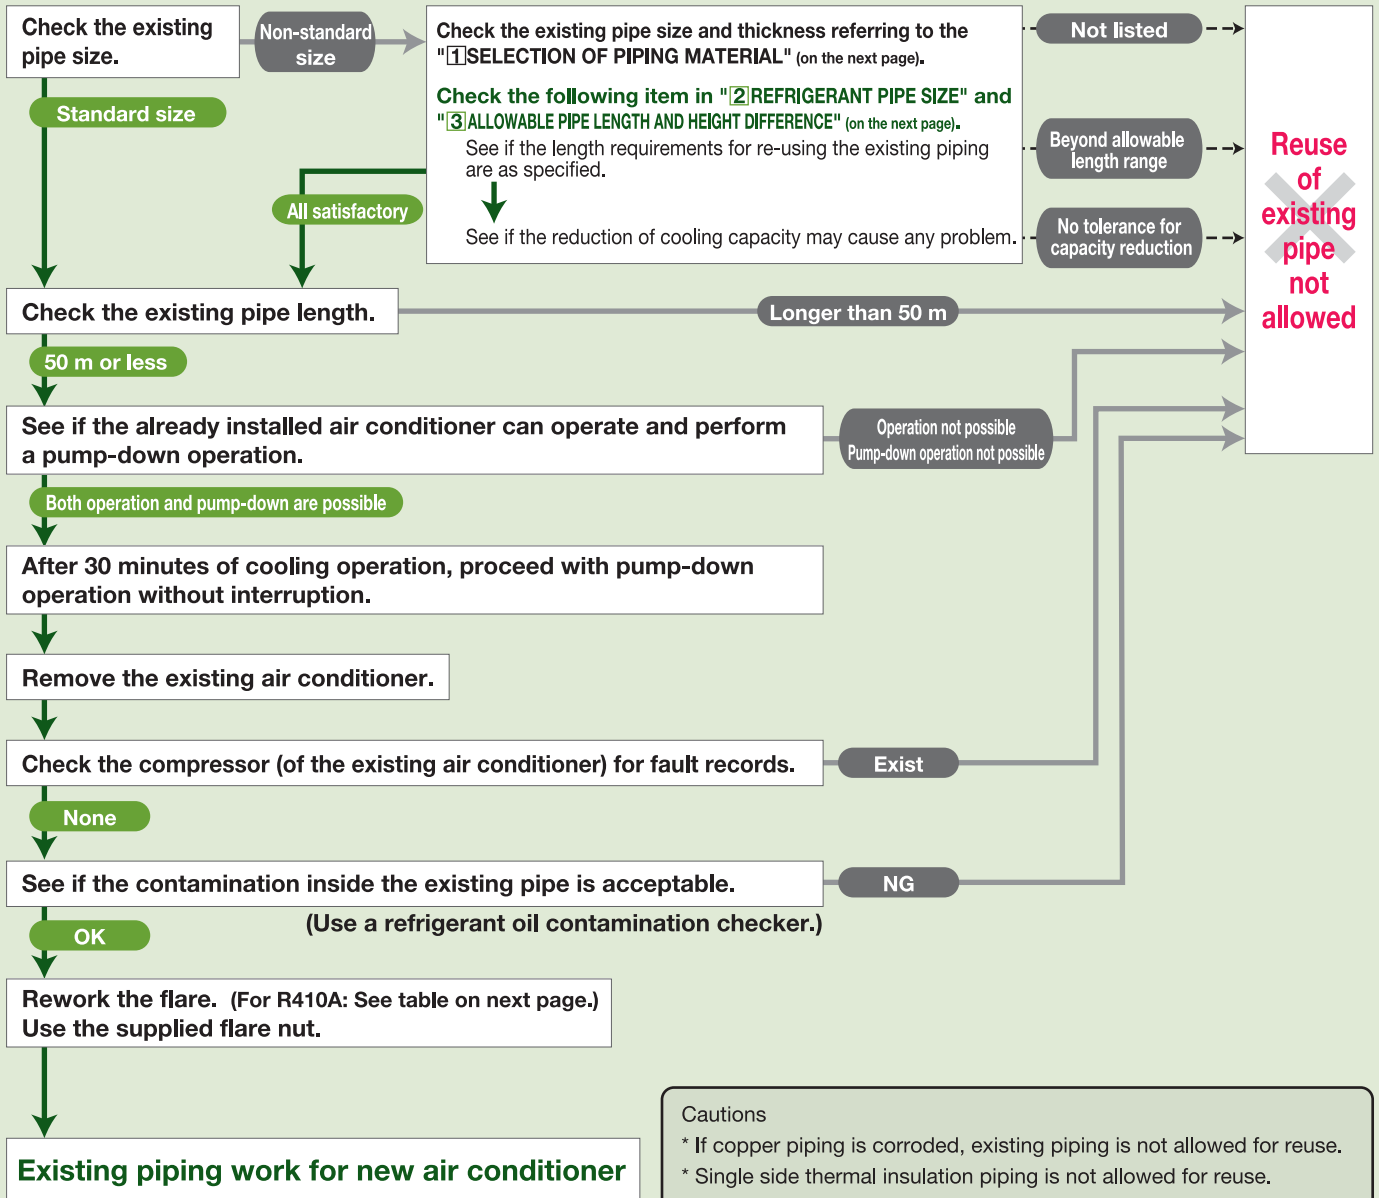 Check the existing
pipe size.
Non-standard
size
Check the existing pipe size and thickness referring to the
"1SELECTION OF PIPING MATERIAL" (on the next page).
Check the following item in "2REFRIGERANT PIPE SIZE" and
"3ALLOWABLE PIPE LENGTH AND HEIGHT DIFFERENCE" (on the next page).
See if the length requirements for re-using the existing piping
are as specified.
See if the reduction of cooling capacity may cause any problem.
Not listed
Beyond allowable
length range
No tolerance for
capacity reduction
Reuse
of
existing
pipe
not
allowed
Standard size
All satisfactory
Check the existing pipe length.
Longer than 50 m
50 m or less
See if the already installed air conditioner can operate and perform
a pump-down operation.
Operation not possible
Pump-down operation not possible
Both operation and pump-down are possible
After 30 minutes of cooling operation, proceed with pump-down
operation without interruption.
Remove the existing air conditioner.
Check the compressor (of the existing air conditioner) for fault records.
Exist
None
See if the contamination inside the existing pipe is acceptable.
NG
(Use a refrigerant oil contamination checker.)
OK
Rework the flare. (For R410A: See table on next page.)
Use the supplied flare nut.
Existing piping work for new air conditioner
Cautions
* If copper piping is corroded, existing piping is not allowed for reuse.
* Single side thermal insulation piping is not allowed for reuse.